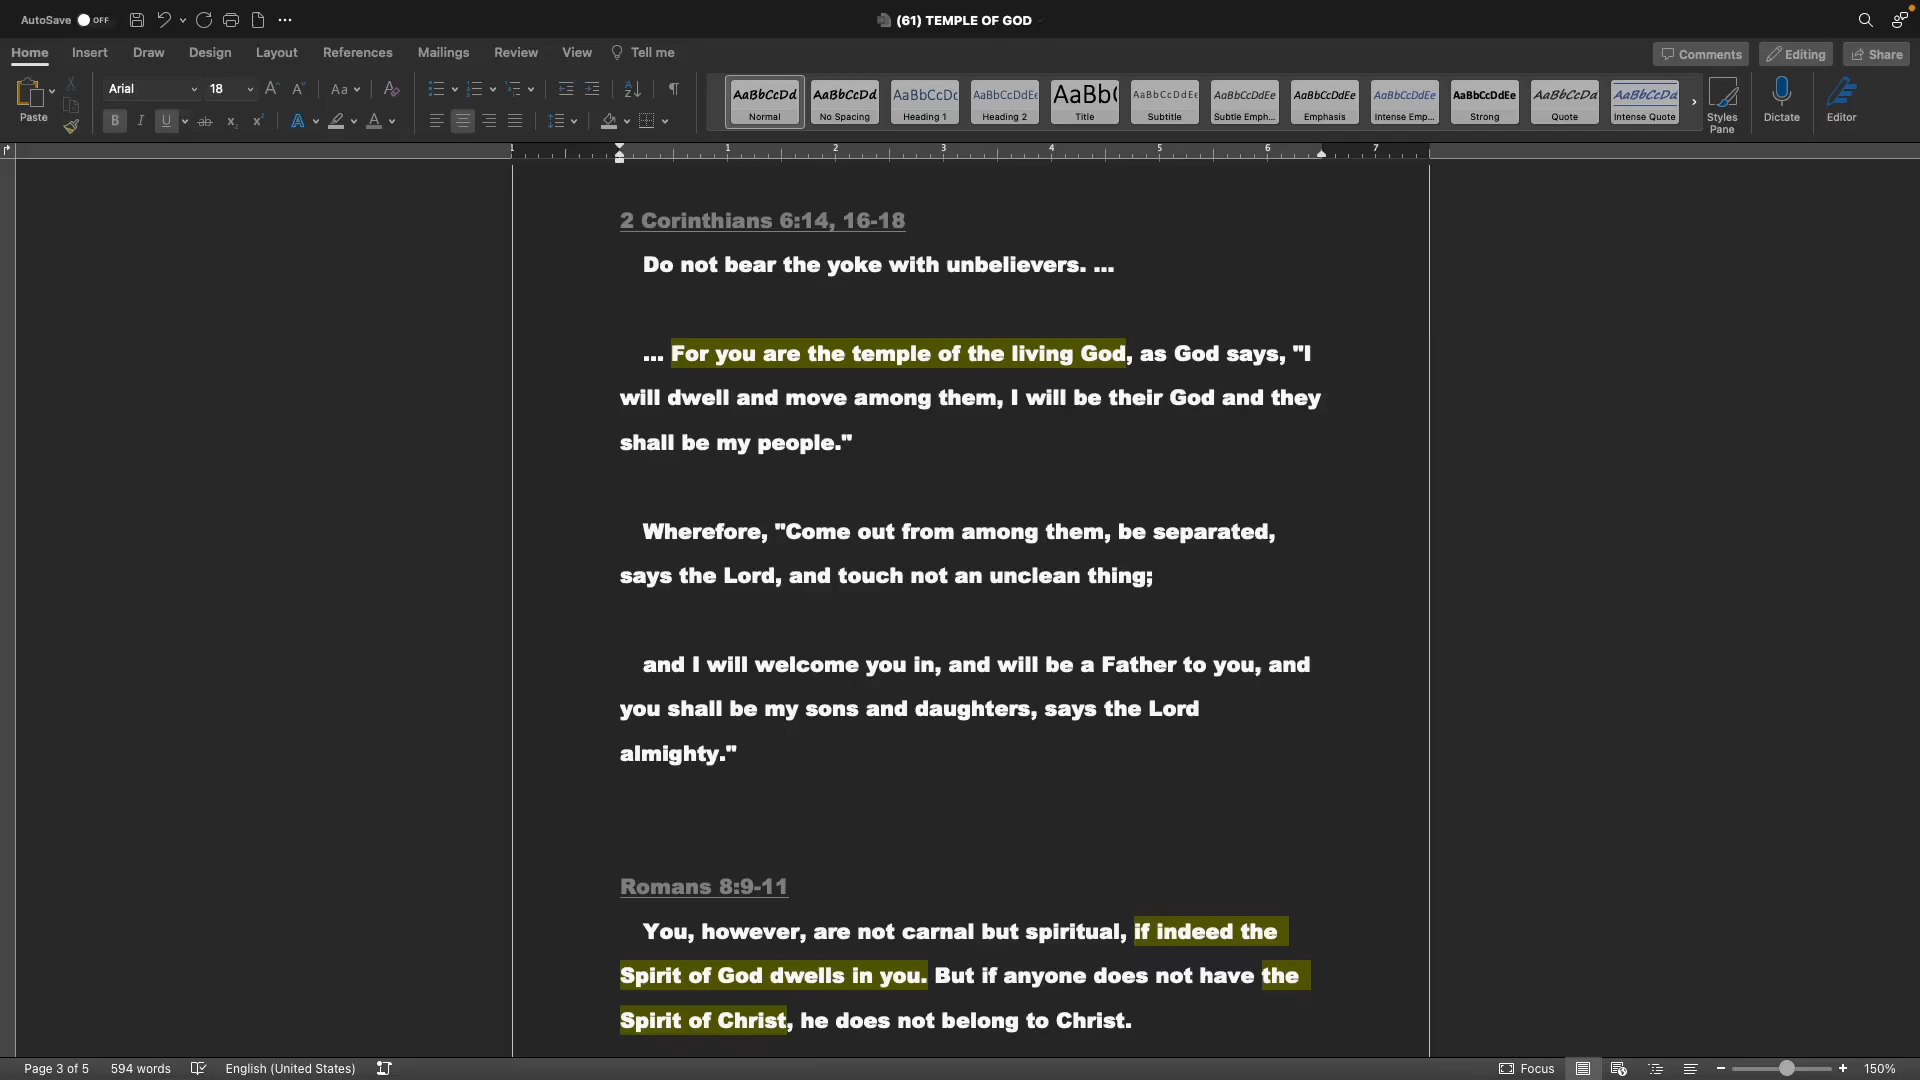 AutoSave OFF
(61) TEMPLE OF GOD
Home Insert Draw Design Layout References Mailings Review View Tell me
Comments Editing Share
Paste
Arial 18
AaBbCcDd AaBbCcDd AaBbCcDc AaBbCcDdEe AaBb( AaBbCcDdEe AaBbCcDdEe AaBbCcDdEe AaBbCcDdEe AaBbCcDdEe AaBbCcDd AaBbCcDd
Normal No Spacing Heading 1 Heading 2 Title Subtitle Subtle Emph... Emphasis Intense Emp... Strong Quote Intense Quote
Styles Pane
Dictate
Editor
1 1 2 3 4 5 6 7
2 Corinthians 6:14, 16-18
Do not bear the yoke with unbelievers. ...
... For you are the temple of the living God, as God says, "I
will dwell and move among them, I will be their God and they
shall be my people."
Wherefore, "Come out from among them, be separated,
says the Lord, and touch not an unclean thing;
and I will welcome you in, and will be a Father to you, and
you shall be my sons and daughters, says the Lord
almighty."
Romans 8:9-11
You, however, are not carnal but spiritual, if indeed the
Spirit of God dwells in you. But if anyone does not have the
Spirit of Christ, he does not belong to Christ.
Page 3 of 5 594 words English (United States) Focus 150%